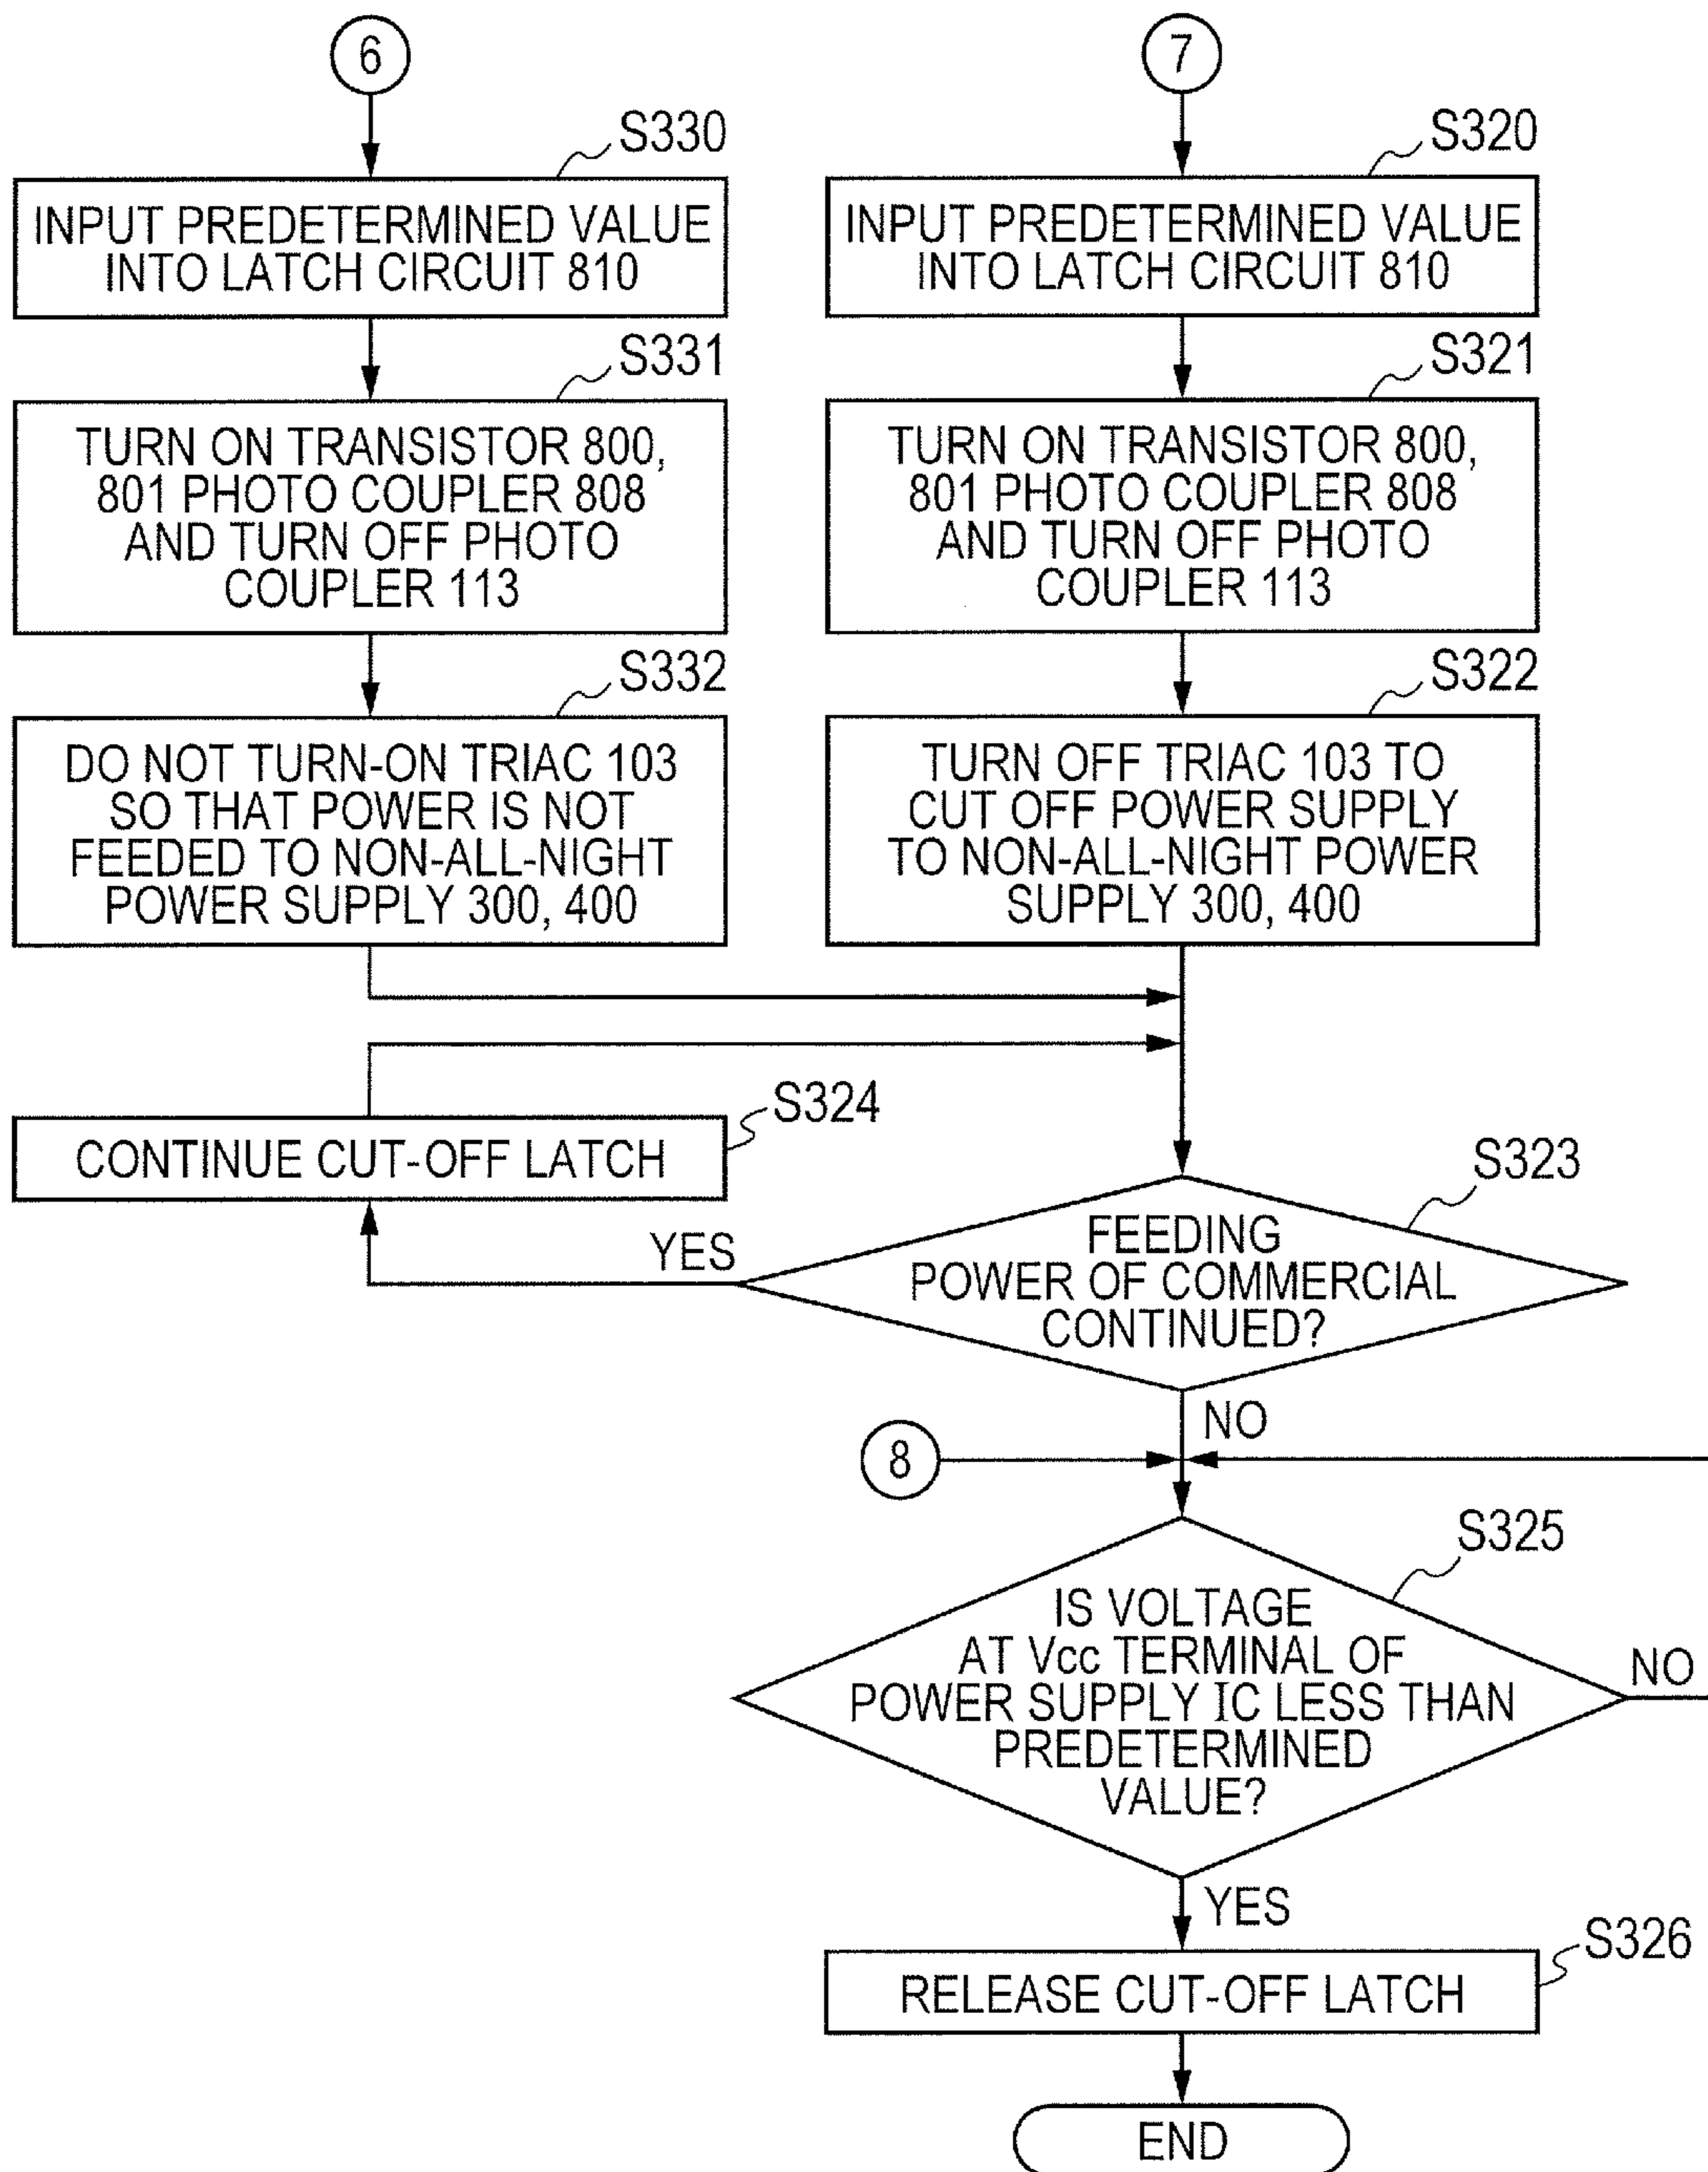 6
S330
INPUT PREDETERMINED VALUE
INTO LATCH CIRCUIT 810
S331
TURN ON TRANSISTOR 800,
801 PHOTO COUPLER 808
AND TURN OFF PHOTO
COUPLER 113
S332
DO NOT TURN-ON TRIAC 103
SO THAT POWER IS NOT
FEEDED TO NON-ALL-NIGHT
POWER SUPPLY 300, 400
7
S320
INPUT PREDETERMINED VALUE
INTO LATCH CIRCUIT 810
S321
TURN ON TRANSISTOR 800,
801 PHOTO COUPLER 808
AND TURN OFF PHOTO
COUPLER 113
S322
TURN OFF TRIAC 103 TO
CUT OFF POWER SUPPLY
TO NON-ALL-NIGHT POWER
SUPPLY 300, 400
S324
CONTINUE CUT-OFF LATCH
S323
FEEDING
POWER OF COMMERCIAL
CONTINUED?
YES
NO
8
S325
IS VOLTAGE
AT Vcc TERMINAL OF
POWER SUPPLY IC LESS THAN
PREDETERMINED
VALUE?
NO
YES
S326
RELEASE CUT-OFF LATCH
END